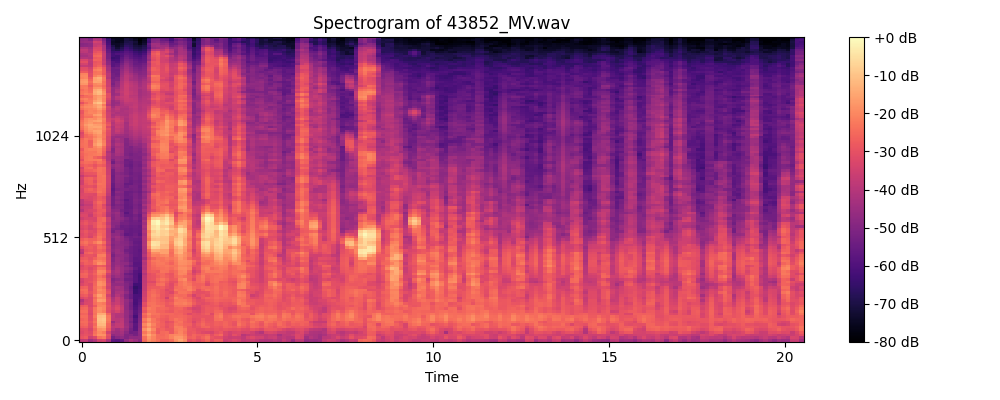 Spectrogram of 43852_MV.wav
Hz
1024
512
0
0
5
10
15
20
Time
+0 dB
-10 dB
-20 dB
-30 dB
-40 dB
-50 dB
-60 dB
-70 dB
-80 dB